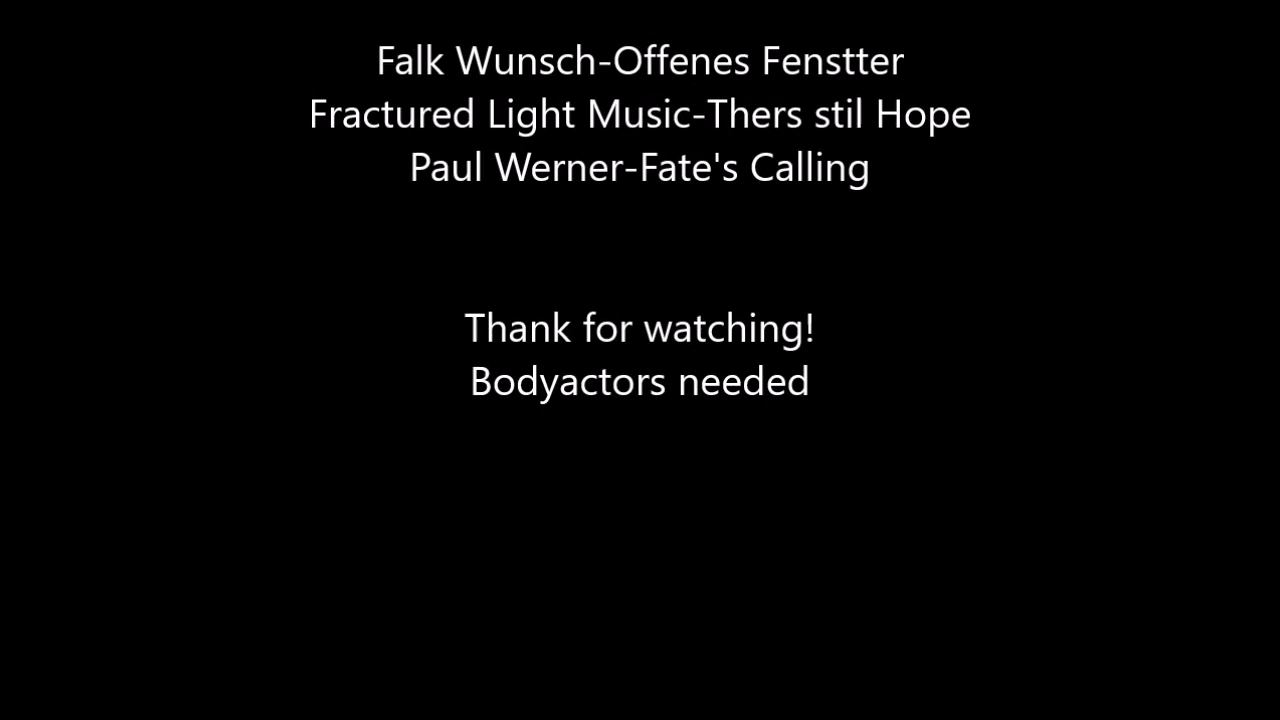 Falk Wunsch-Offenes Fenstter
Fractured Light Music-Thers stil Hope
Paul Werner-Fate's Calling
Thank for watching!
Bodyactors needed